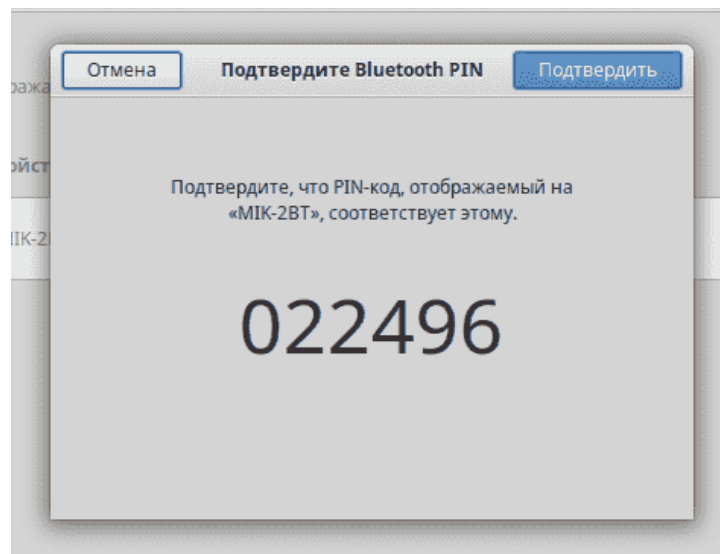 Отмена
Подтвердите Bluetooth PIN
Подтвердить
Подтвердите, что PIN-код, отображаемый на
«MIK-2BT», соответствует этому.
022496